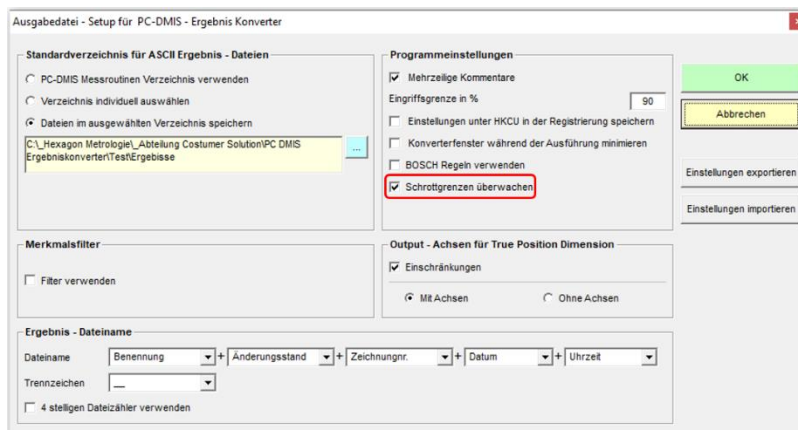 Ausgabedatei - Setup für PC-DMIS - Ergebnis Konverter
Standardverzeichnis für ASCII Ergebnis - Dateien
PC-DMIS Messroutinen Verzeichnis verwenden
Verzeichnis individuell auswählen
Dateien im ausgewählten Verzeichnis speichern
C:\_Hexagon Metrologie\_Abteilung Costumer Solution\PC DMIS
Ergebniskonverter\Test\Ergebisse
...
Programmeinstellungen
Mehrzeilige Kommentare
Eingriffsgrenze in % 90
Einstellungen unter HKCU in der Registrierung speichern
Konverterfenster während der Ausführung minimieren
BOSCH Regeln verwenden
Schrottgrenzen überwachen
OK
Abbrechen
Einstellungen exportieren
Einstellungen importieren
Merkmalsfilter
Filter verwenden
Output - Achsen für True Position Dimension
Einschränkungen
Mit Achsen Ohne Achsen
Ergebnis - Dateiname
Dateiname Benennung + Änderungsstand + Zeichnungnr. + Datum + Uhrzeit
Trennzeichen __
4 stelligen Dateizähler verwenden